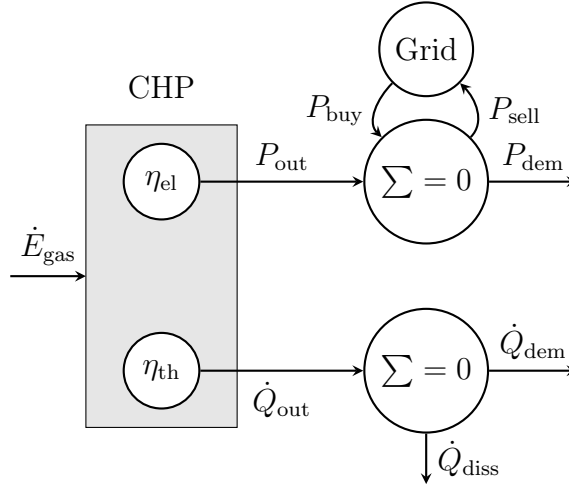 Grid
CHP
P_buy
P_sell
η_el
P_out
∑ = 0
P_dem
Ė_gas
η_th
Q̇_out
∑ = 0
Q̇_dem
Q̇_diss